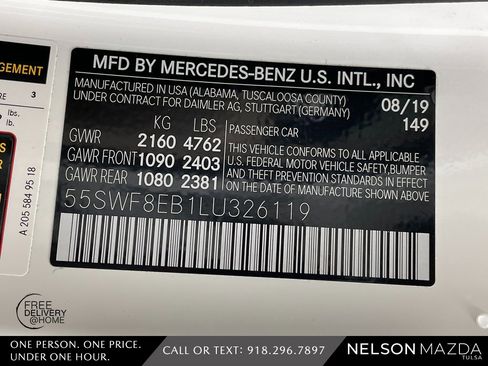 MFD BY MERCEDES-BENZ U.S. INTL., INC
MANUFACTURED IN USA (ALABAMA, TUSCALOOSA COUNTY)
UNDER CONTRACT FOR DAIMLER AG, STUTTGART (GERMANY)
08/19
149
KG LBS
GVWR 2160 4762
GAWR FRONT 1090 2403
GAWR REAR 1080 2381
PASSENGER CAR
THIS VEHICLE CONFORMS TO ALL APPLICABLE
U.S. FEDERAL MOTOR VEHICLE SAFETY, BUMPER
AND THEFT PREVENTION STANDARDS IN EFFECT
ON THE DATE OF MANUFACTURE SHOWN ABOVE
55SWF8EB1LU326119
3
lbs.
lb.
A 205 584 95 18
FREE
DELIVERY
@HOME
ONE PERSON. ONE PRICE.
UNDER ONE HOUR.
CALL OR TEXT: 918.296.7897
NELSON MAZDA
TULSA